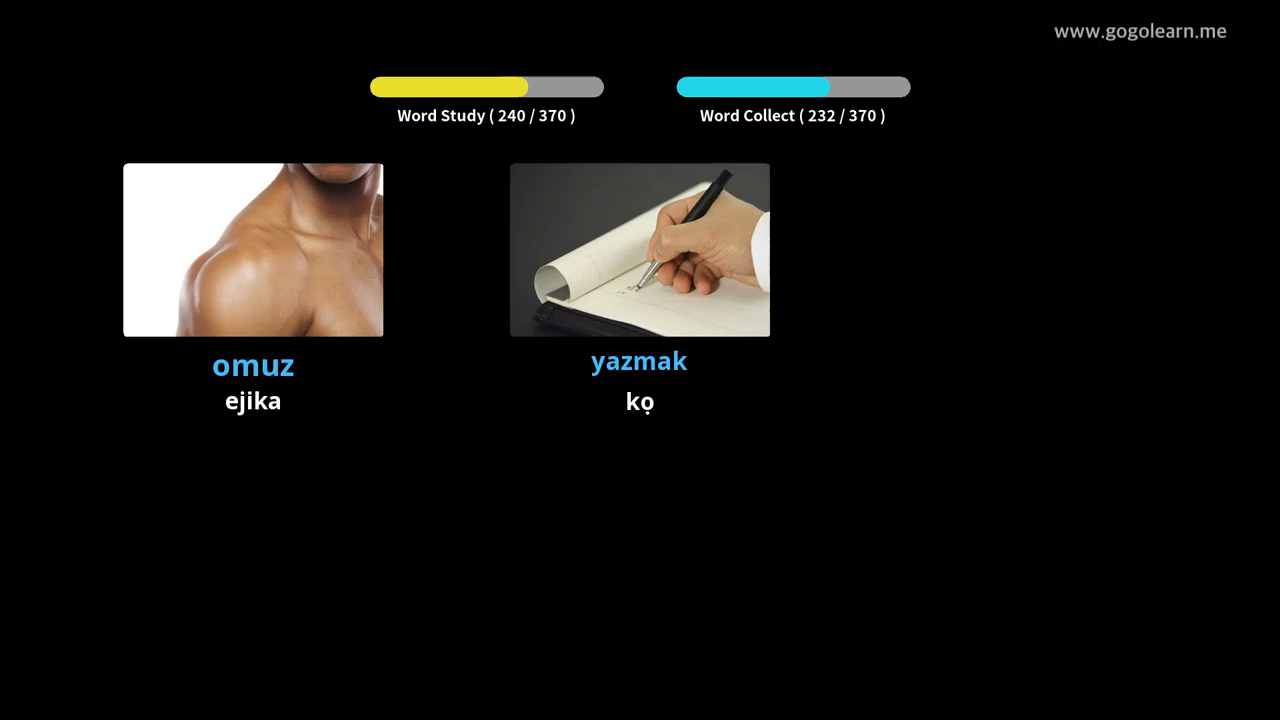 www.gogolearn.me
Word Study ( 240 / 370 )
Word Collect ( 232 / 370 )
omuz
ejika
yazmak
kọ